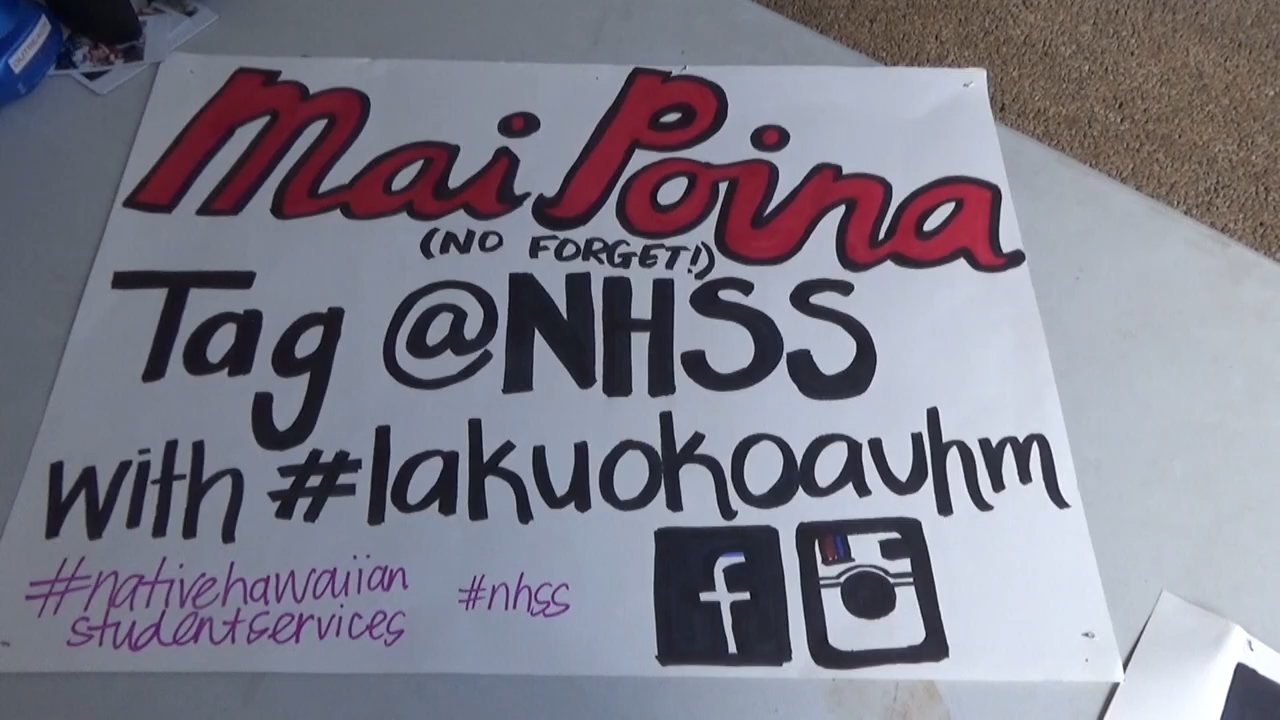 Mai Poina
(NO FORGET!)
Tag @NHSS
with #lakuokoauhm
#nativehawaiian
studentservices
#nhss
f